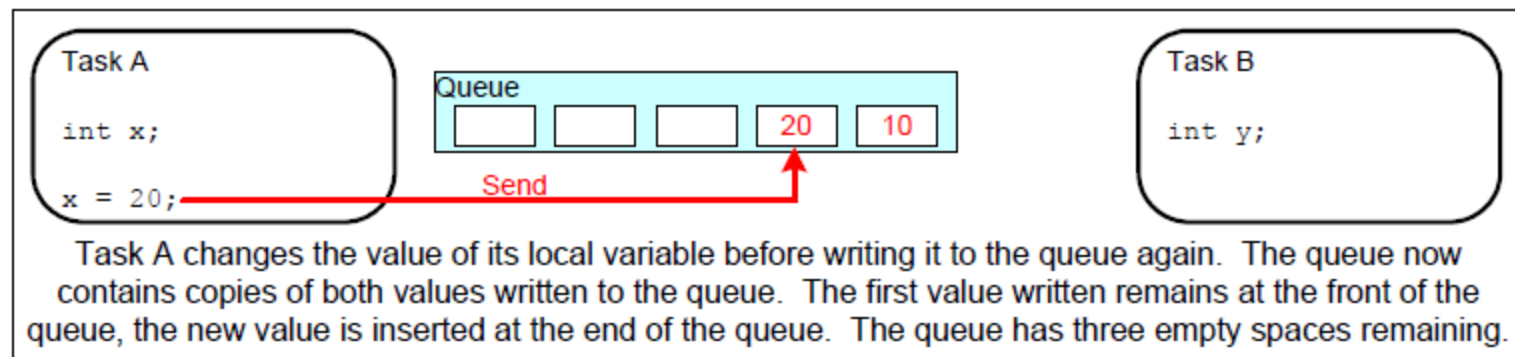 Task A
int x;
x = 20;
Queue
20
10
Send
Task B
int y;
Task A changes the value of its local variable before writing it to the queue again. The queue now
contains copies of both values written to the queue. The first value written remains at the front of the
queue, the new value is inserted at the end of the queue. The queue has three empty spaces remaining.